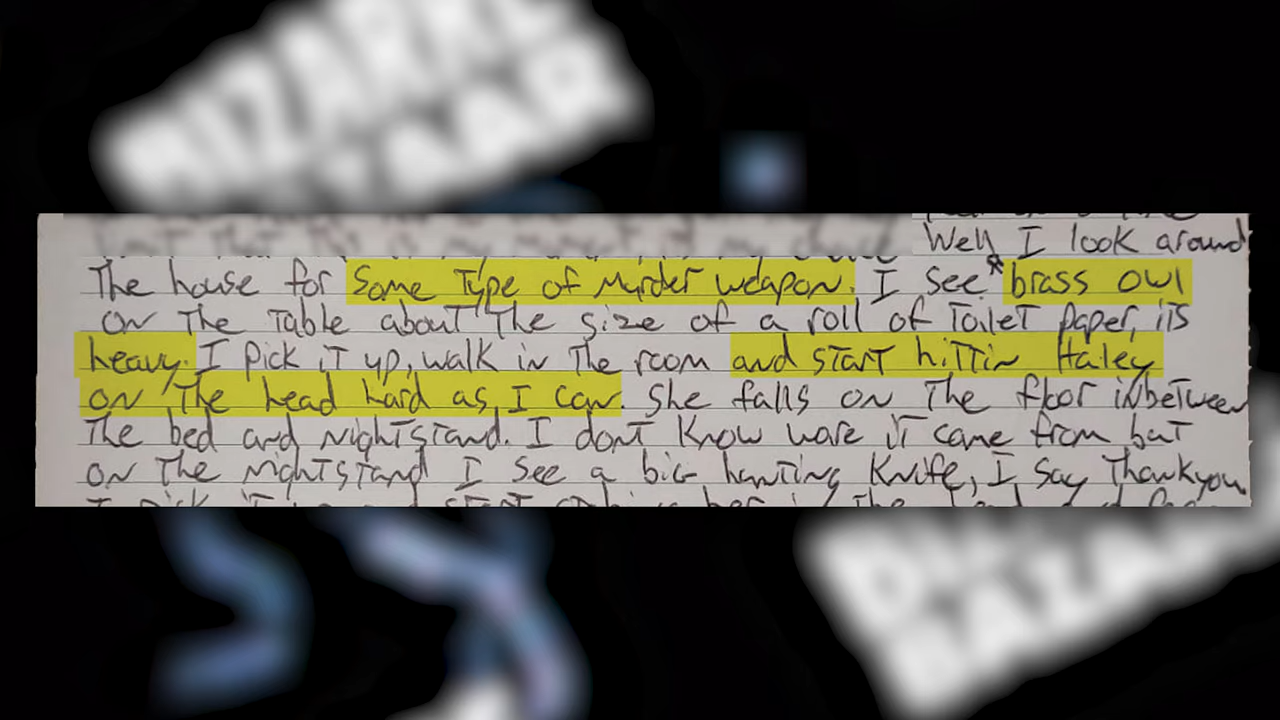 Well I look around
The house for Some Type of Murder weapon. I see * brass owl
on The Table about The size of a roll of Toilet paper, its
heavy. I pick it up, walk in The room and start hittin Haley
on The head hard as I can. She falls on The floor inbetween
The bed and nightstand. I dont know ware it came from but
on The nightstand I see a big hunting Knife, I say Thankyou